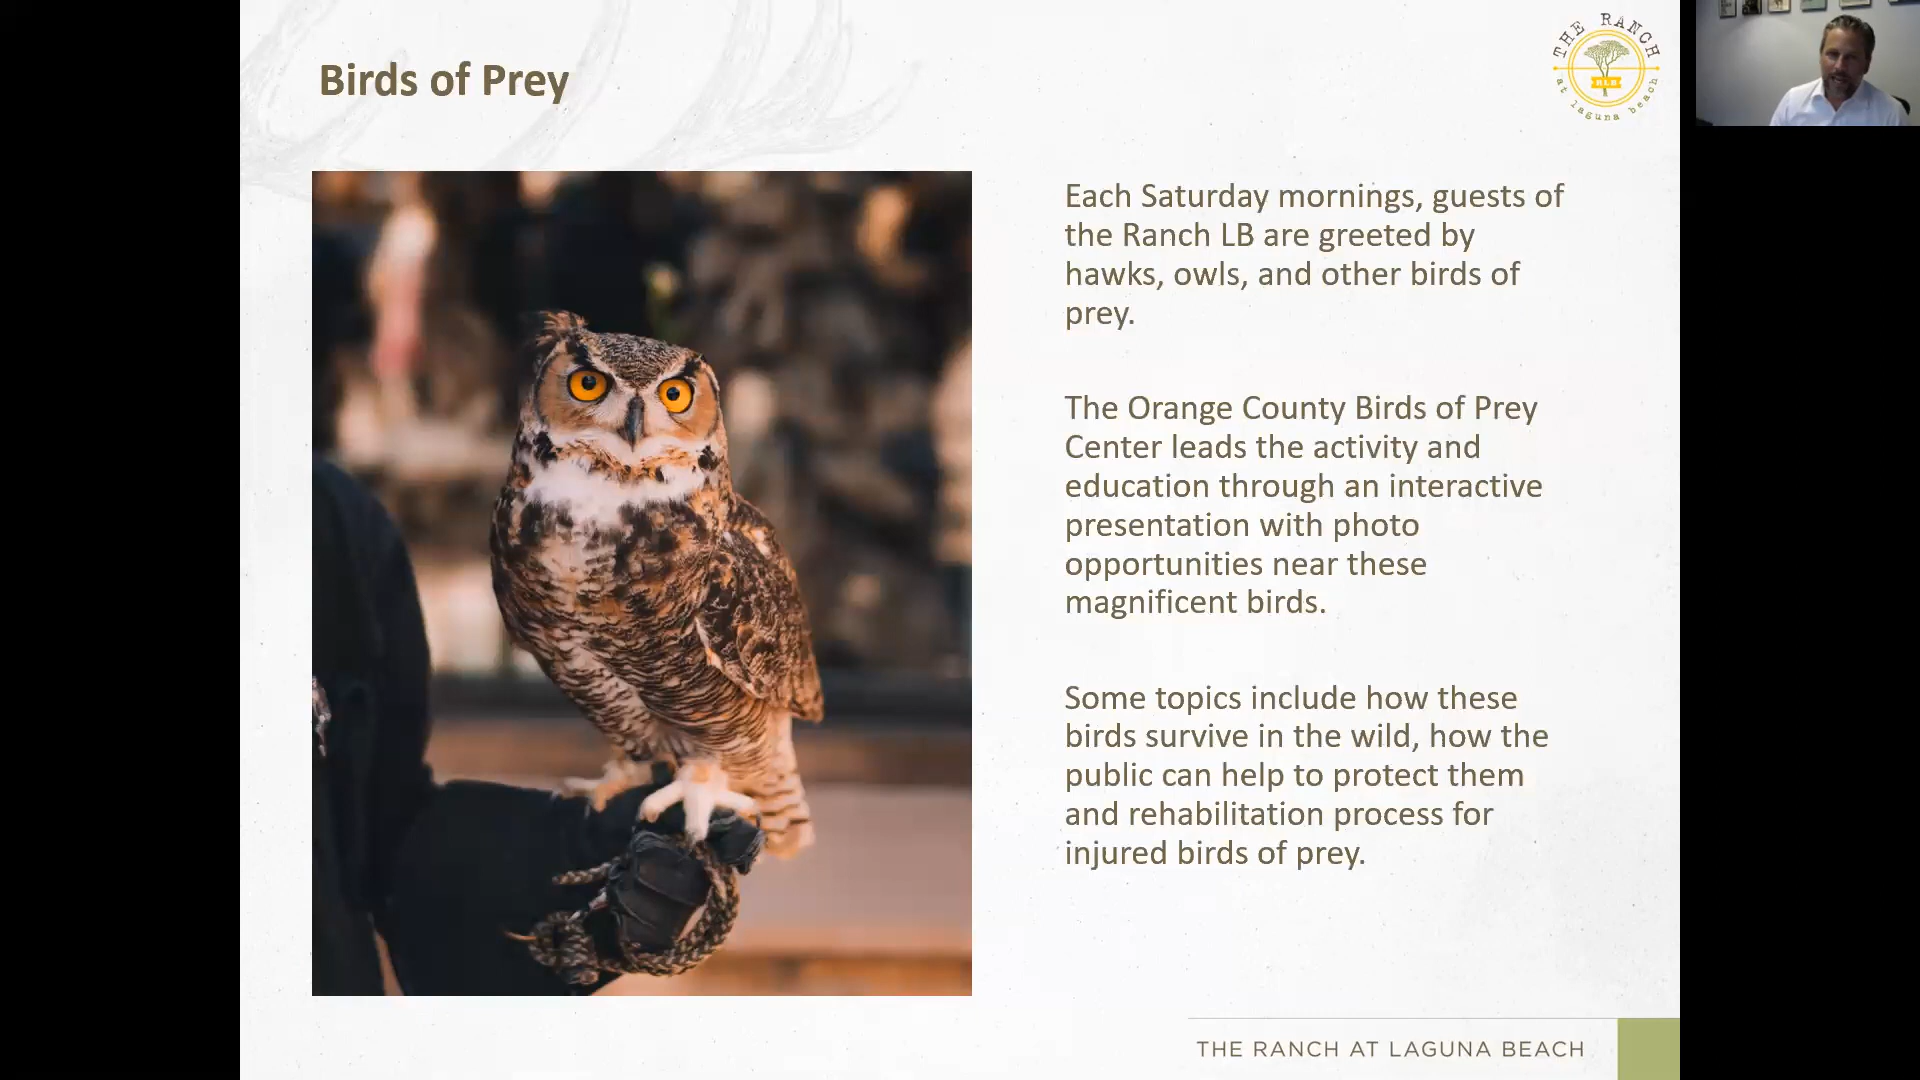 Birds of Prey
THE RANCH
RLB
at laguna beach
Each Saturday mornings, guests of
the Ranch LB are greeted by
hawks, owls, and other birds of
prey.
The Orange County Birds of Prey
Center leads the activity and
education through an interactive
presentation with photo
opportunities near these
magnificent birds.
Some topics include how these
birds survive in the wild, how the
public can help to protect them
and rehabilitation process for
injured birds of prey.
THE RANCH AT LAGUNA BEACH